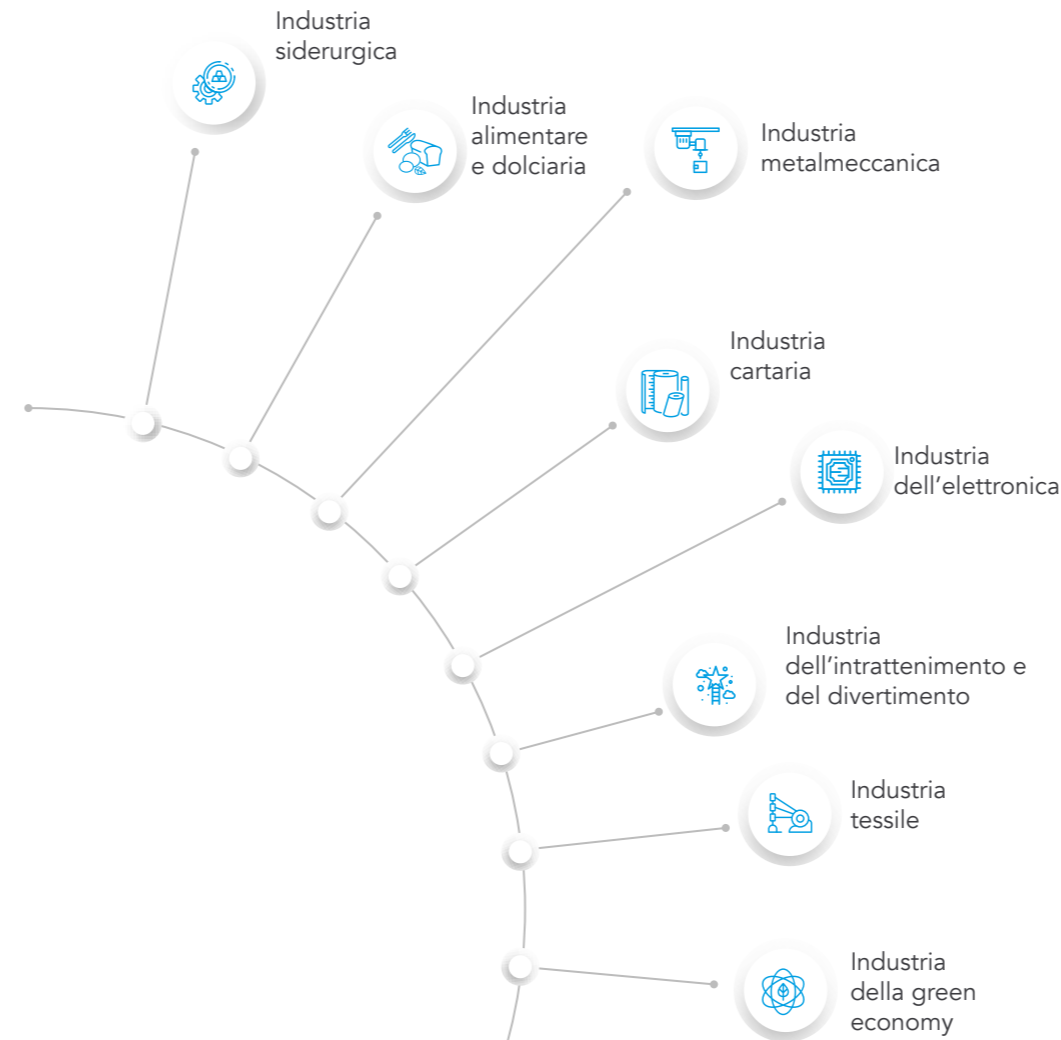 Industria
siderurgica
Industria
alimentare
e dolciaria
Industria
metalmeccanica
Industria
cartaria
Industria
dell’elettronica
Industria
dell’intrattenimento e
del divertimento
Industria
tessile
Industria
della green
economy